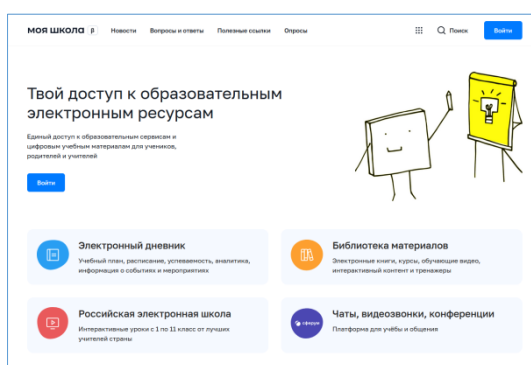 МОЯ ШКОЛА β Новости Вопросы и ответы Полезные ссылки Опросы Поиск Войти
Твой доступ к образовательным
электронным ресурсам
Единый доступ к образовательным сервисам и
цифровым учебным материалам для учеников,
родителей и учителей
Войти
Электронный дневник
Учебный план, расписание, успеваемость, аналитика,
информация о событиях и мероприятиях
Библиотека материалов
Электронные книги, курсы, обучающие видео,
интерактивный контент и тренажеры
Российская электронная школа
Интерактивные уроки с 1 по 11 класс от лучших
учителей страны
сферум
Чаты, видеозвонки, конференции
Платформа для учёбы и общения